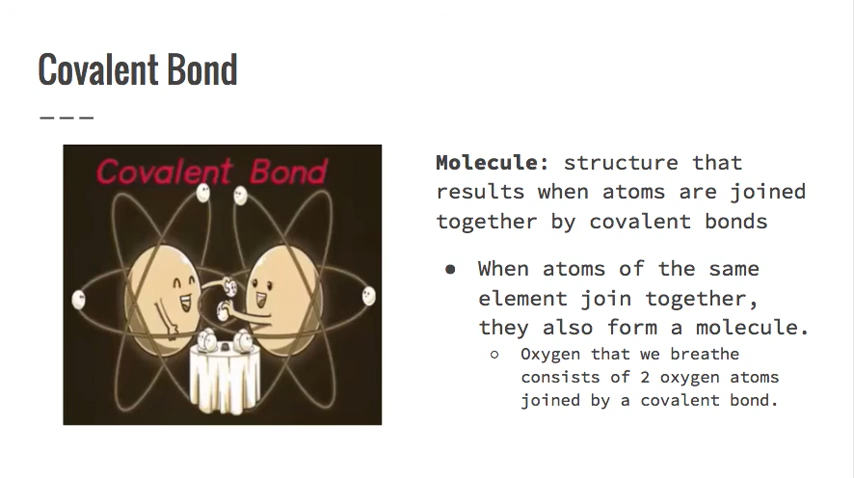 Covalent Bond
Covalent Bond
Molecule: structure that
results when atoms are joined
together by covalent bonds
● When atoms of the same
element join together,
they also form a molecule.
○ Oxygen that we breathe
consists of 2 oxygen atoms
joined by a covalent bond.